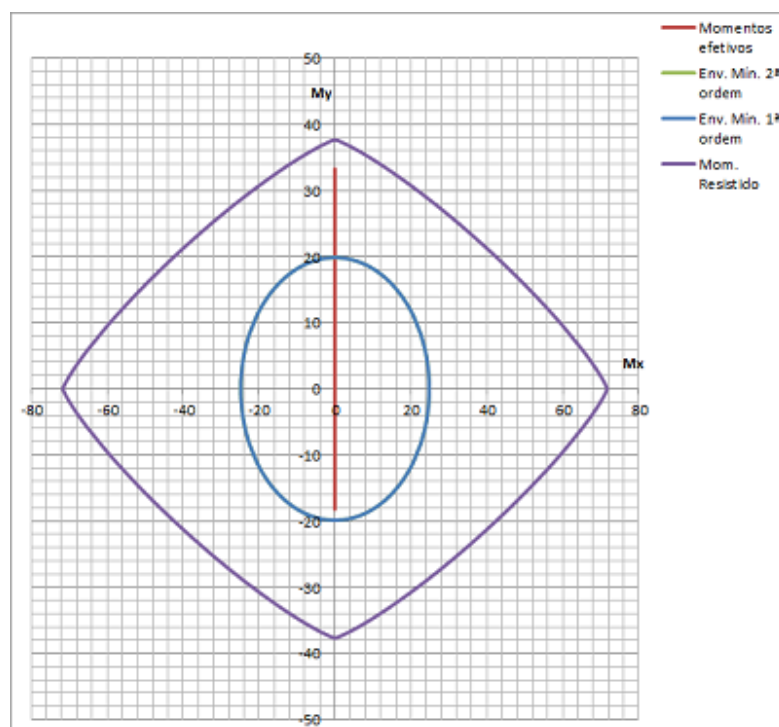 Momentos
efetivos
Env. Mín. 2ª
ordem
Env. Mín. 1ª
ordem
Mom.
Resistido
50
My
40
30
20
10
Mx
0
-80 -60 -40 -20 0 20 40 60 80
-10
-20
-30
-40
-50